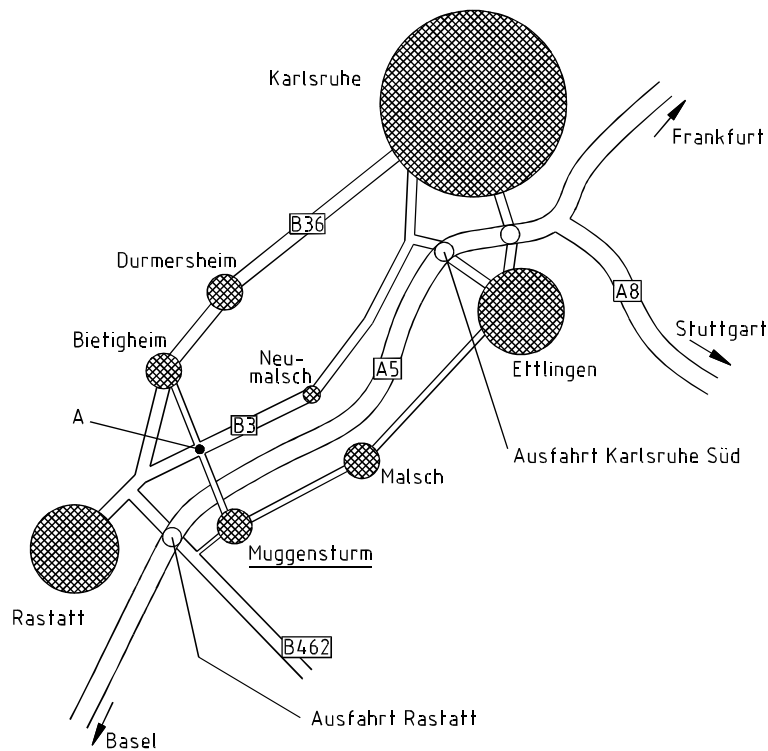 Karlsruhe
Frankfurt
B36
Durmersheim
A8
Stuttgart
Bietigheim
Neu-
malsch
A5
Ettlingen
A
B3
Ausfahrt Karlsruhe Süd
Malsch
Muggensturm
Rastatt
B462
Ausfahrt Rastatt
Basel